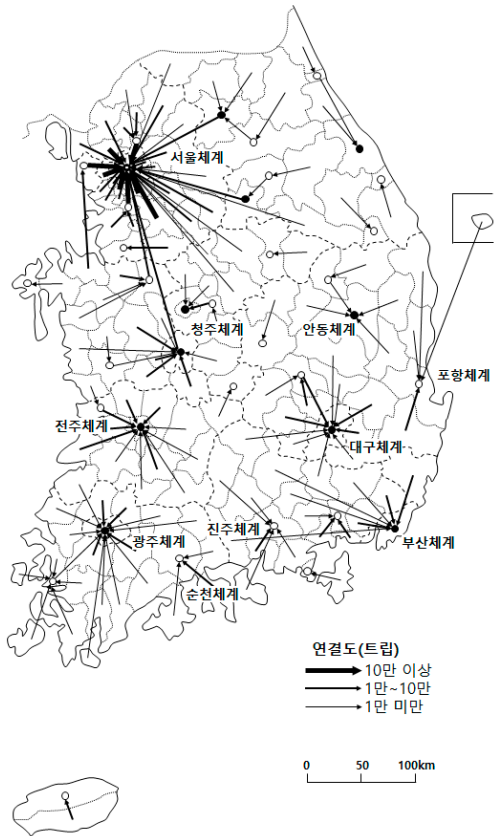 서울체계
청주체계
안동체계
포항체계
전주체계
대구체계
광주체계
진주체계
부산체계
순천체계
연결도(트립)
10만 이상
1만~10만
1만 미만
0 50 100km